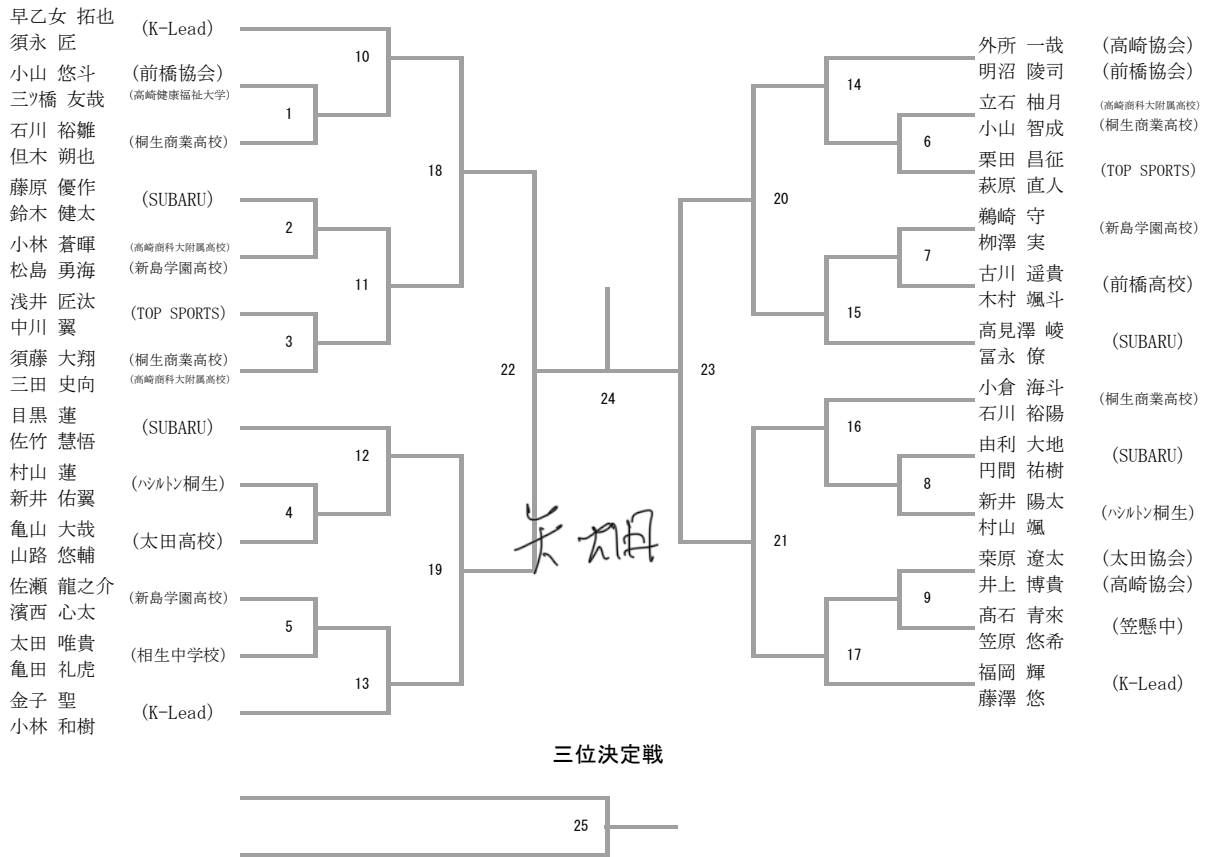 早乙女 拓也
須永 匠
(K-Lead)
小山 悠斗 (前橋協会)
三ツ橋 友哉 (高崎健康福祉大学)
石川 裕雛
但木 朔也
(桐生商業高校)
藤原 優作
鈴木 健太
(SUBARU)
小林 蒼暉 (高崎商科大附属高校)
松島 勇海 (新島学園高校)
浅井 匠汰
中川 翼
(TOP SPORTS)
須藤 大翔 (桐生商業高校)
三田 史向 (高崎商科大附属高校)
目黒 蓮
佐竹 慧悟
(SUBARU)
村山 蓮
新井 佑翼
(ハシルトン桐生)
亀山 大哉
山路 悠輔
(太田高校)
佐瀬 龍之介
濱西 心太
(新島学園高校)
太田 唯貴
亀田 礼虎
(相生中学校)
金子 聖
小林 和樹
(K-Lead)
10
1
18
2
11
3
22
12
4
19
5
13
24
外所 一哉 (高崎協会)
明沼 陵司 (前橋協会)
立石 柚月 (高崎商科大附属高校)
小山 智成 (桐生商業高校)
栗田 昌征
萩原 直人
(TOP SPORTS)
鵜崎 守
栁澤 実
(新島学園高校)
古川 遥貴
木村 颯斗
(前橋高校)
高見澤 崚
冨永 僚
(SUBARU)
小倉 海斗
石川 裕陽
(桐生商業高校)
由利 大地
円間 祐樹
(SUBARU)
新井 陽太
村山 颯
(ハシルトン桐生)
桒原 遼太 (太田協会)
井上 博貴 (高崎協会)
髙石 青來
笠原 悠希
(笠懸中)
福岡 輝
藤澤 悠
(K-Lead)
14
6
20
7
15
23
16
8
21
9
17
三位決定戦
25